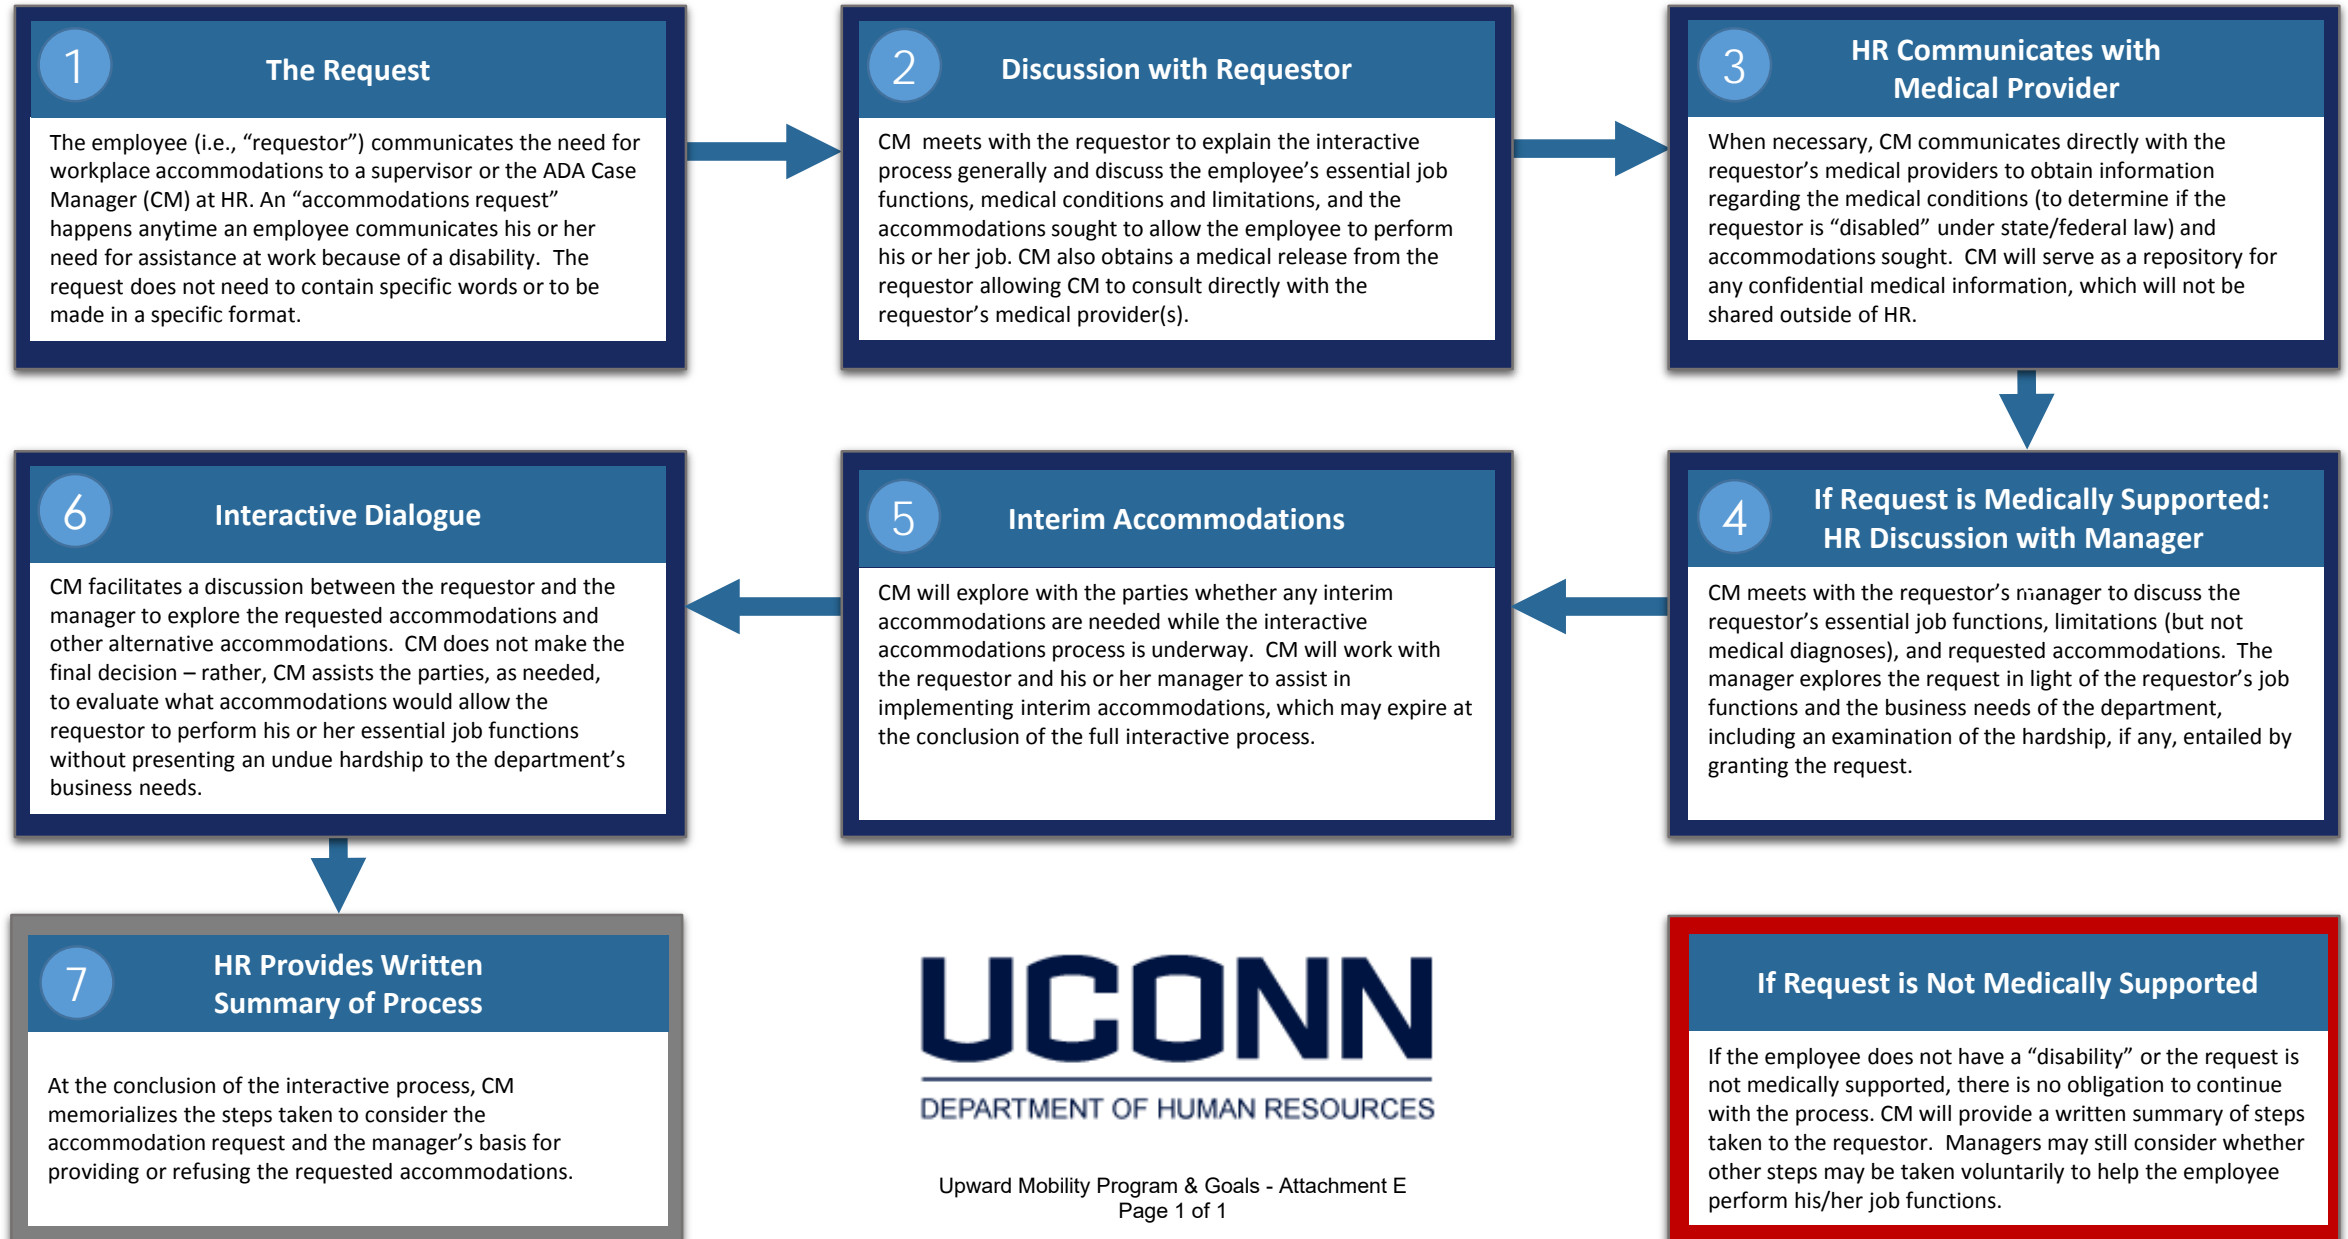 1
The Request
The employee (i.e., “requestor”) communicates the need for
workplace accommodations to a supervisor or the ADA Case
Manager (CM) at HR. An “accommodations request”
happens anytime an employee communicates his or her
need for assistance at work because of a disability.  The
request does not need to contain specific words or to be
made in a specific format.
2
Discussion with Requestor
CM  meets with the requestor to explain the interactive
process generally and discuss the employee’s essential job
functions, medical conditions and limitations, and the
accommodations sought to allow the employee to perform
his or her job. CM also obtains a medical release from the
requestor allowing CM to consult directly with the
requestor’s medical provider(s).
3
HR Communicates with
Medical Provider
When necessary, CM communicates directly with the
requestor’s medical providers to obtain information
regarding the medical conditions (to determine if the
requestor is “disabled” under state/federal law) and
accommodations sought.  CM will serve as a repository for
any confidential medical information, which will not be
shared outside of HR.
4
If Request is Medically Supported:
HR Discussion with Manager
CM meets with the requestor’s manager to discuss the
requestor’s essential job functions, limitations (but not
medical diagnoses), and requested accommodations.  The
manager explores the request in light of the requestor’s job
functions and the business needs of the department,
including an examination of the hardship, if any, entailed by
granting the request.
5
Interim Accommodations
CM will explore with the parties whether any interim
accommodations are needed while the interactive
accommodations process is underway.  CM will work with
the requestor and his or her manager to assist in
implementing interim accommodations, which may expire at
the conclusion of the full interactive process.
6
Interactive Dialogue
CM facilitates a discussion between the requestor and the
manager to explore the requested accommodations and
other alternative accommodations.  CM does not make the
final decision – rather, CM assists the parties, as needed,
to evaluate what accommodations would allow the
requestor to perform his or her essential job functions
without presenting an undue hardship to the department’s
business needs.
7
HR Provides Written
Summary of Process
At the conclusion of the interactive process, CM
memorializes the steps taken to consider the
accommodation request and the manager’s basis for
providing or refusing the requested accommodations.
UCONN
DEPARTMENT OF HUMAN RESOURCES
Upward Mobility Program & Goals - Attachment E
Page 1 of 1
If Request is Not Medically Supported
If the employee does not have a “disability” or the request is
not medically supported, there is no obligation to continue
with the process. CM will provide a written summary of steps
taken to the requestor.  Managers may still consider whether
other steps may be taken voluntarily to help the employee
perform his/her job functions.